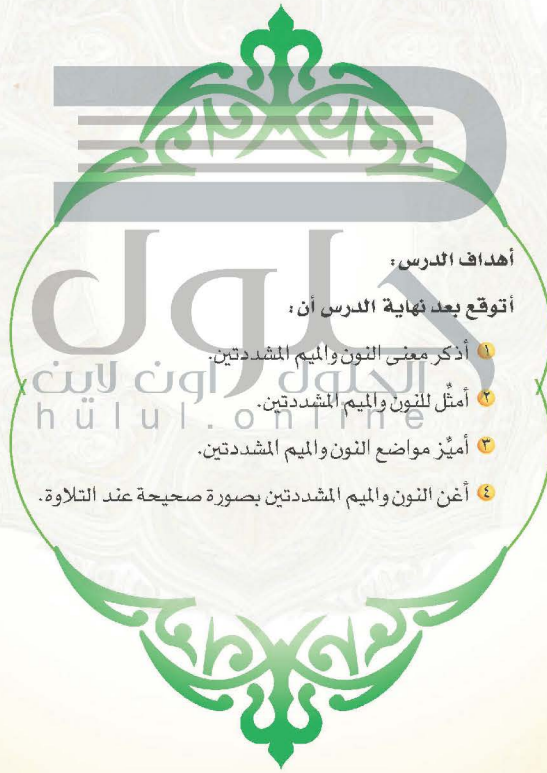 أهداف الدرس:
أتوقع بعد نهاية الدرس أن:
١ أذكر معنى النون والميم المشددتين.
٢ أمثِّل للنون والميم المشددتين.
٣ أميِّز مواضع النون والميم المشددتين.
٤ أغن النون والميم المشددتين بصورة صحيحة عند التلاوة.
حلول
الحلول اون لاين
hulul.online